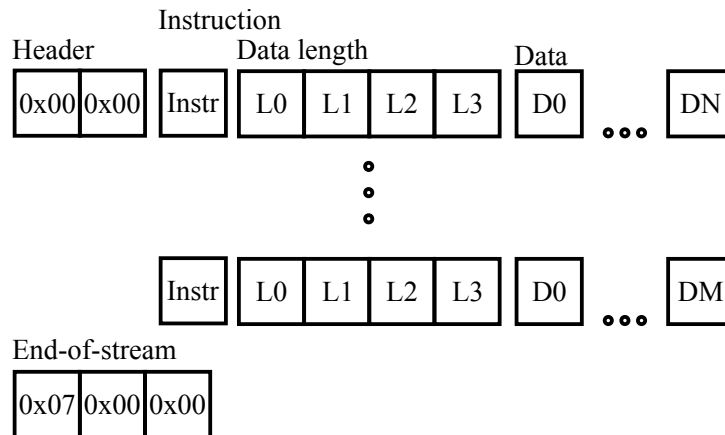 Instruction
Header Data length Data
0x00 0x00 Instr L0 L1 L2 L3 D0 DN
Instr L0 L1 L2 L3 D0 DM
End-of-stream
0x07 0x00 0x00